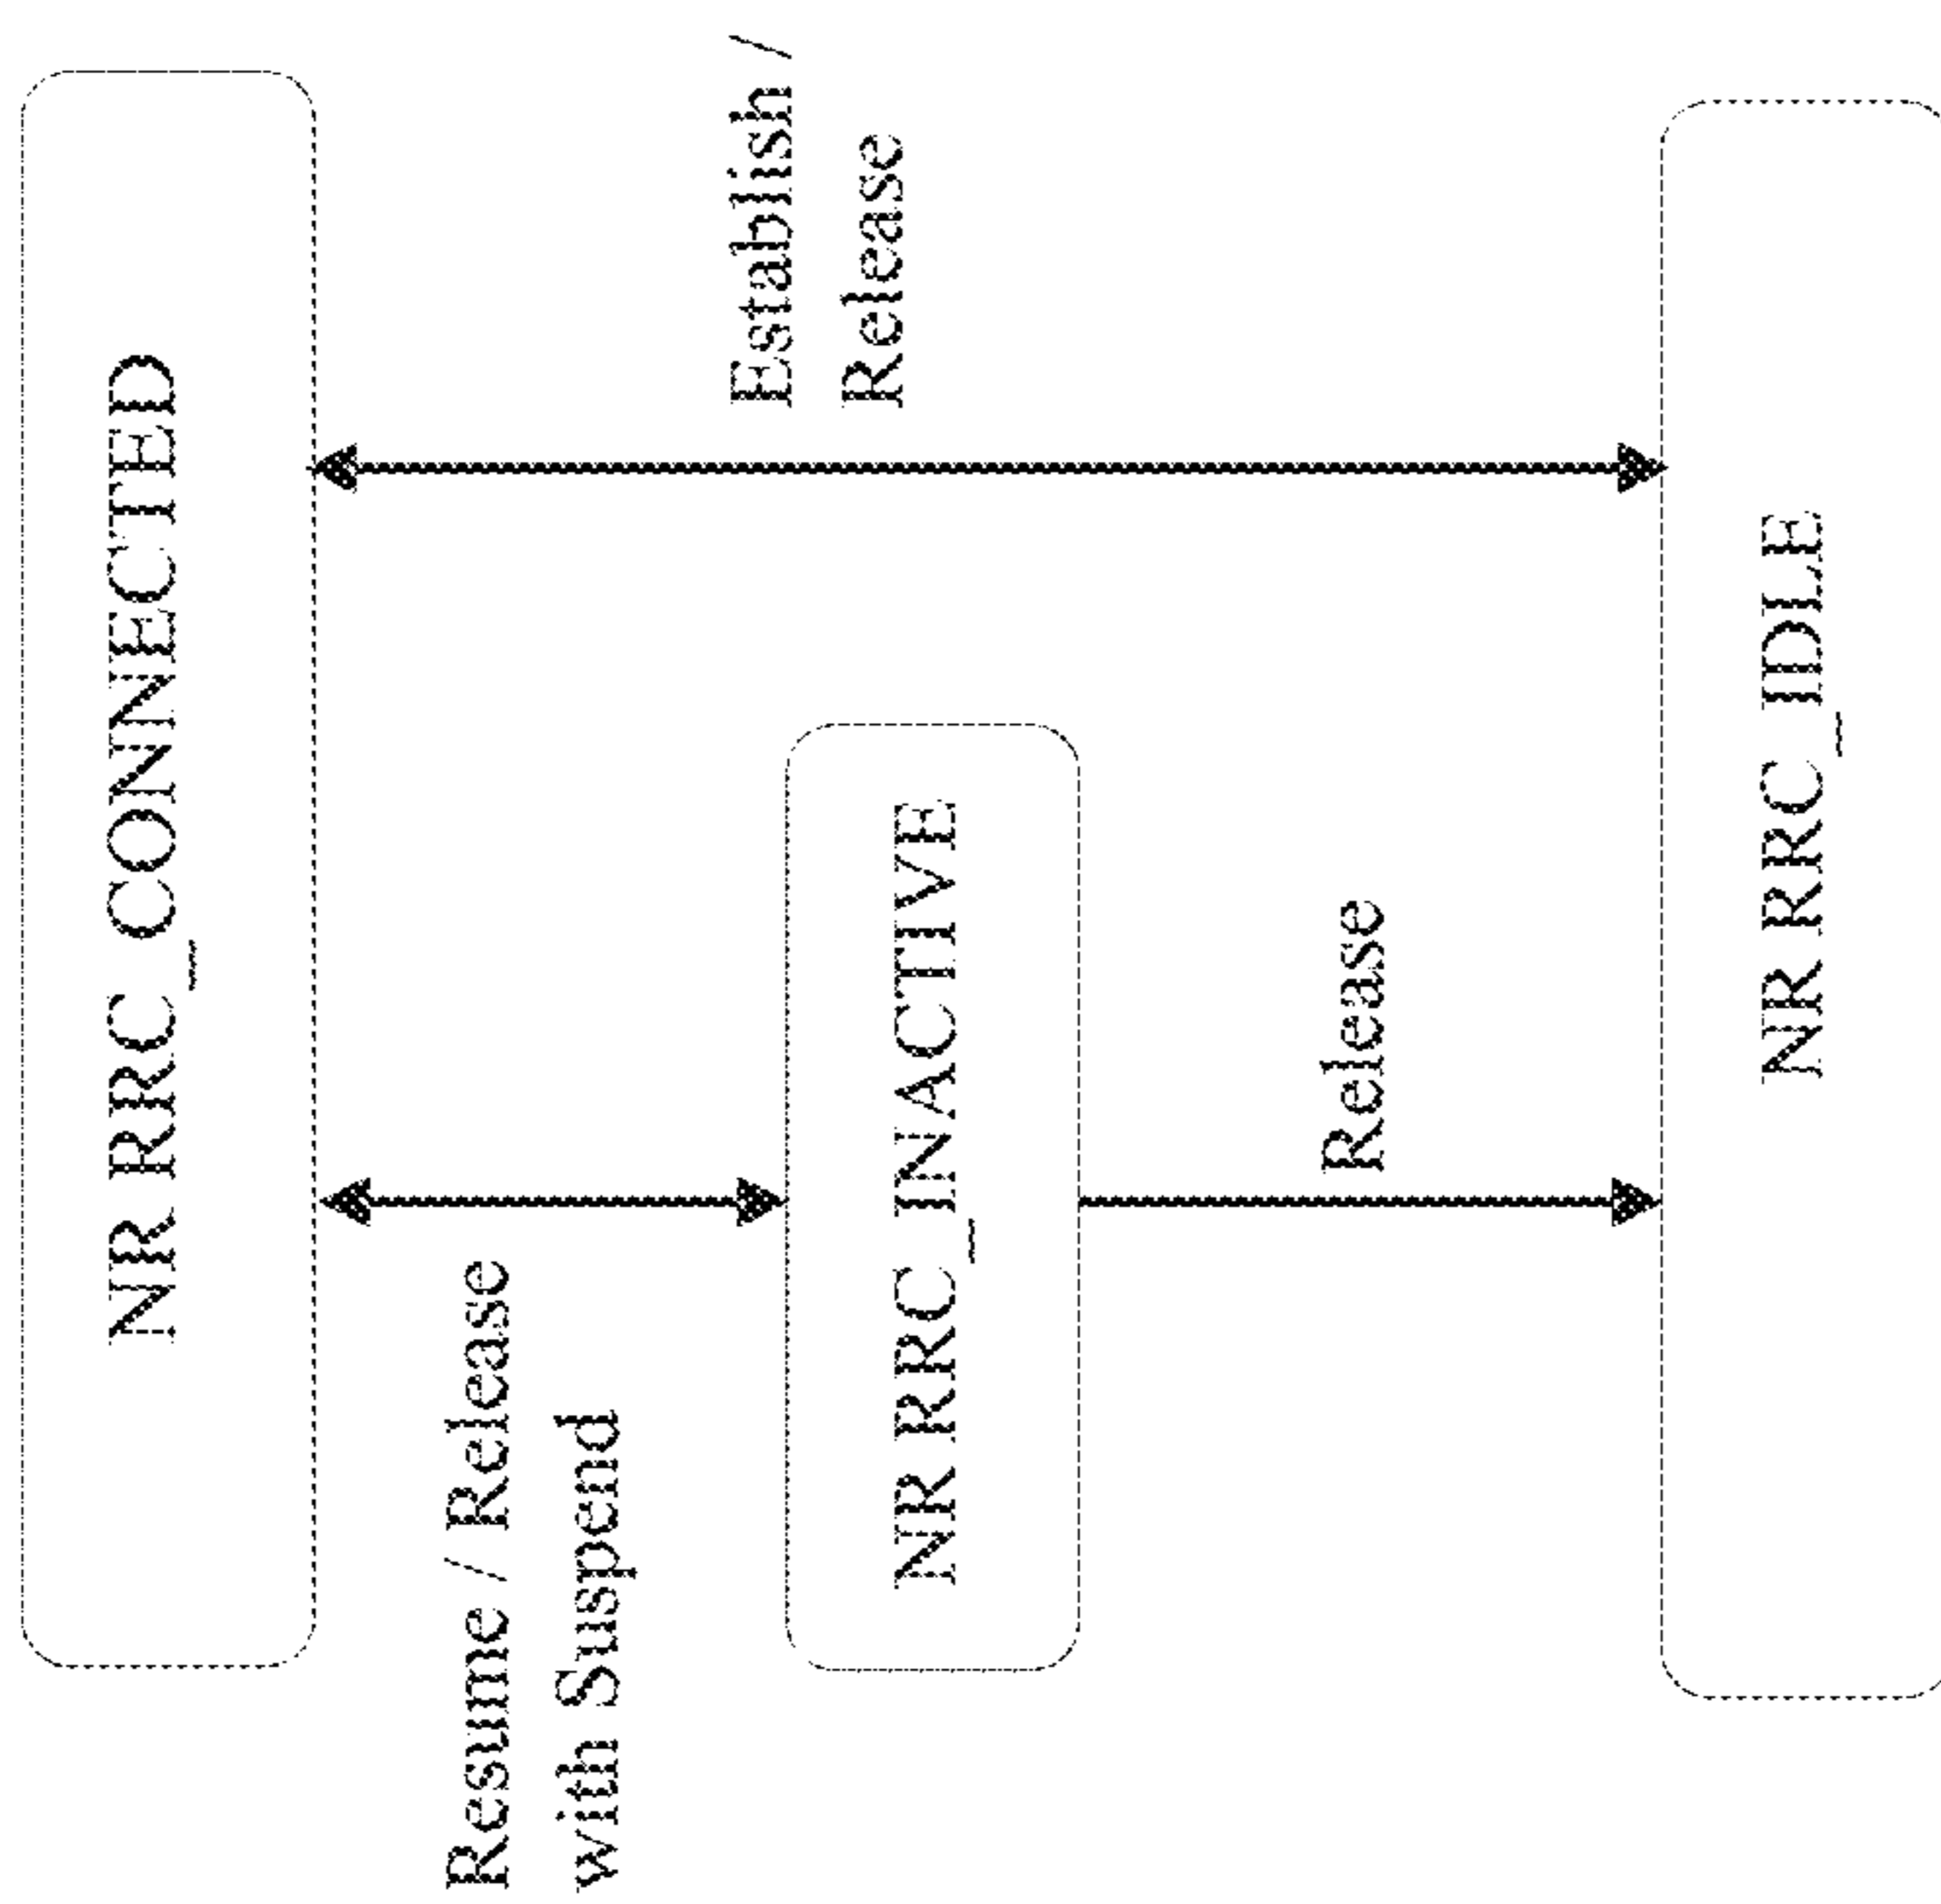 NR RRC_CONNECTED
Resume / Release
with Suspend
Establish /
Release
NR RRC_INACTIVE
Release
NR RRC_IDLE